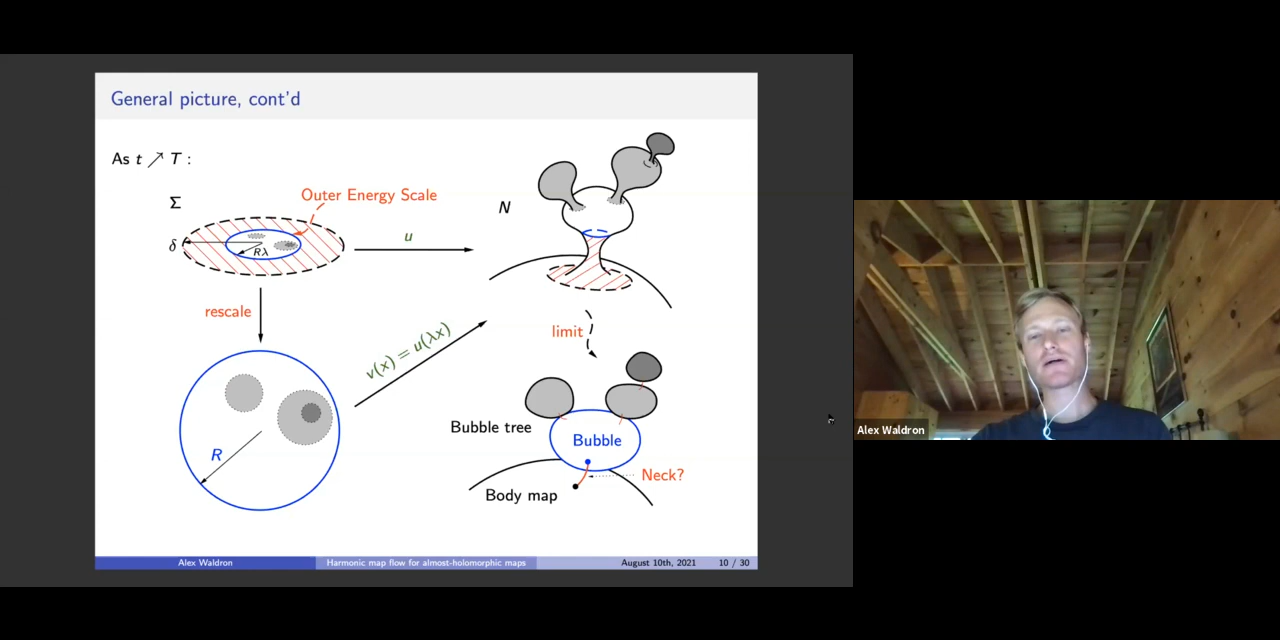 General picture, cont'd
As t ↗ T :
Σ
Outer Energy Scale
N
δ
Rλ
u
rescale
v(x) = u(λx)
limit
R
Bubble tree
Bubble
Neck?
Body map
Alex Waldron
Alex Waldron
Harmonic map flow for almost-holomorphic maps
August 10th, 2021
10 / 30